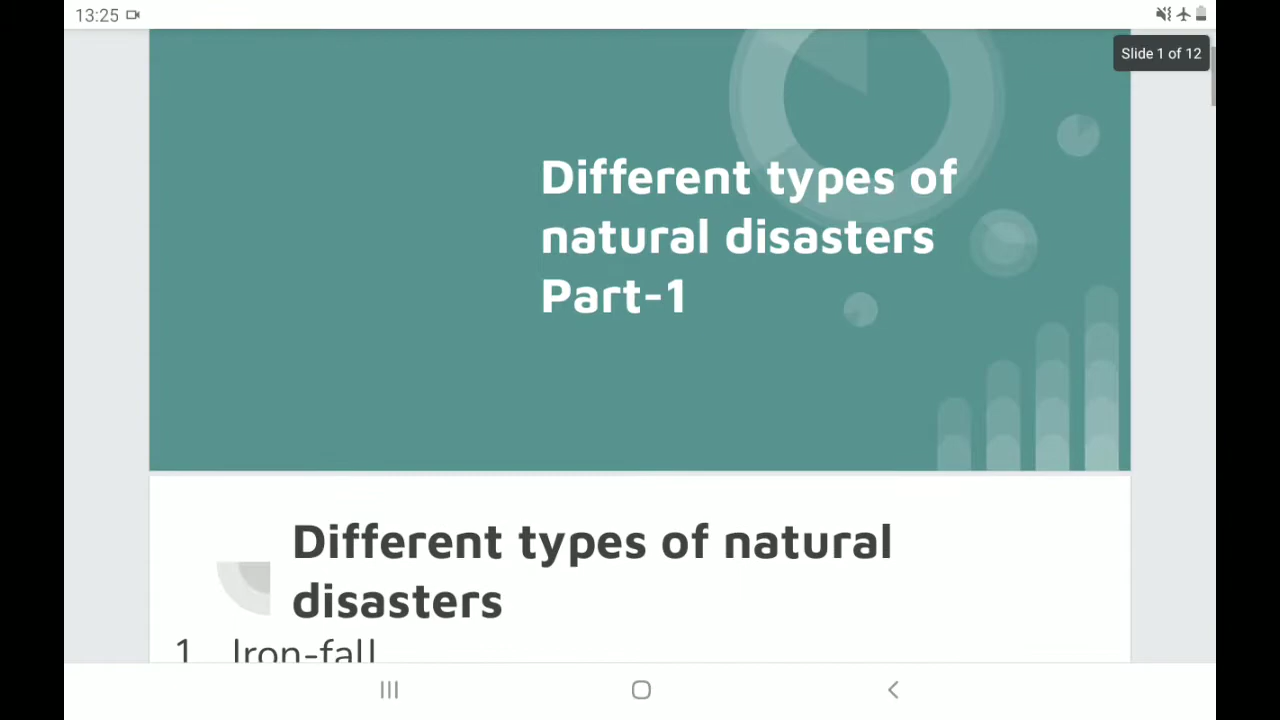 13:25
Slide 1 of 12
Different types of
natural disasters
Part-1
Different types of natural
disasters
1 Iron-fall